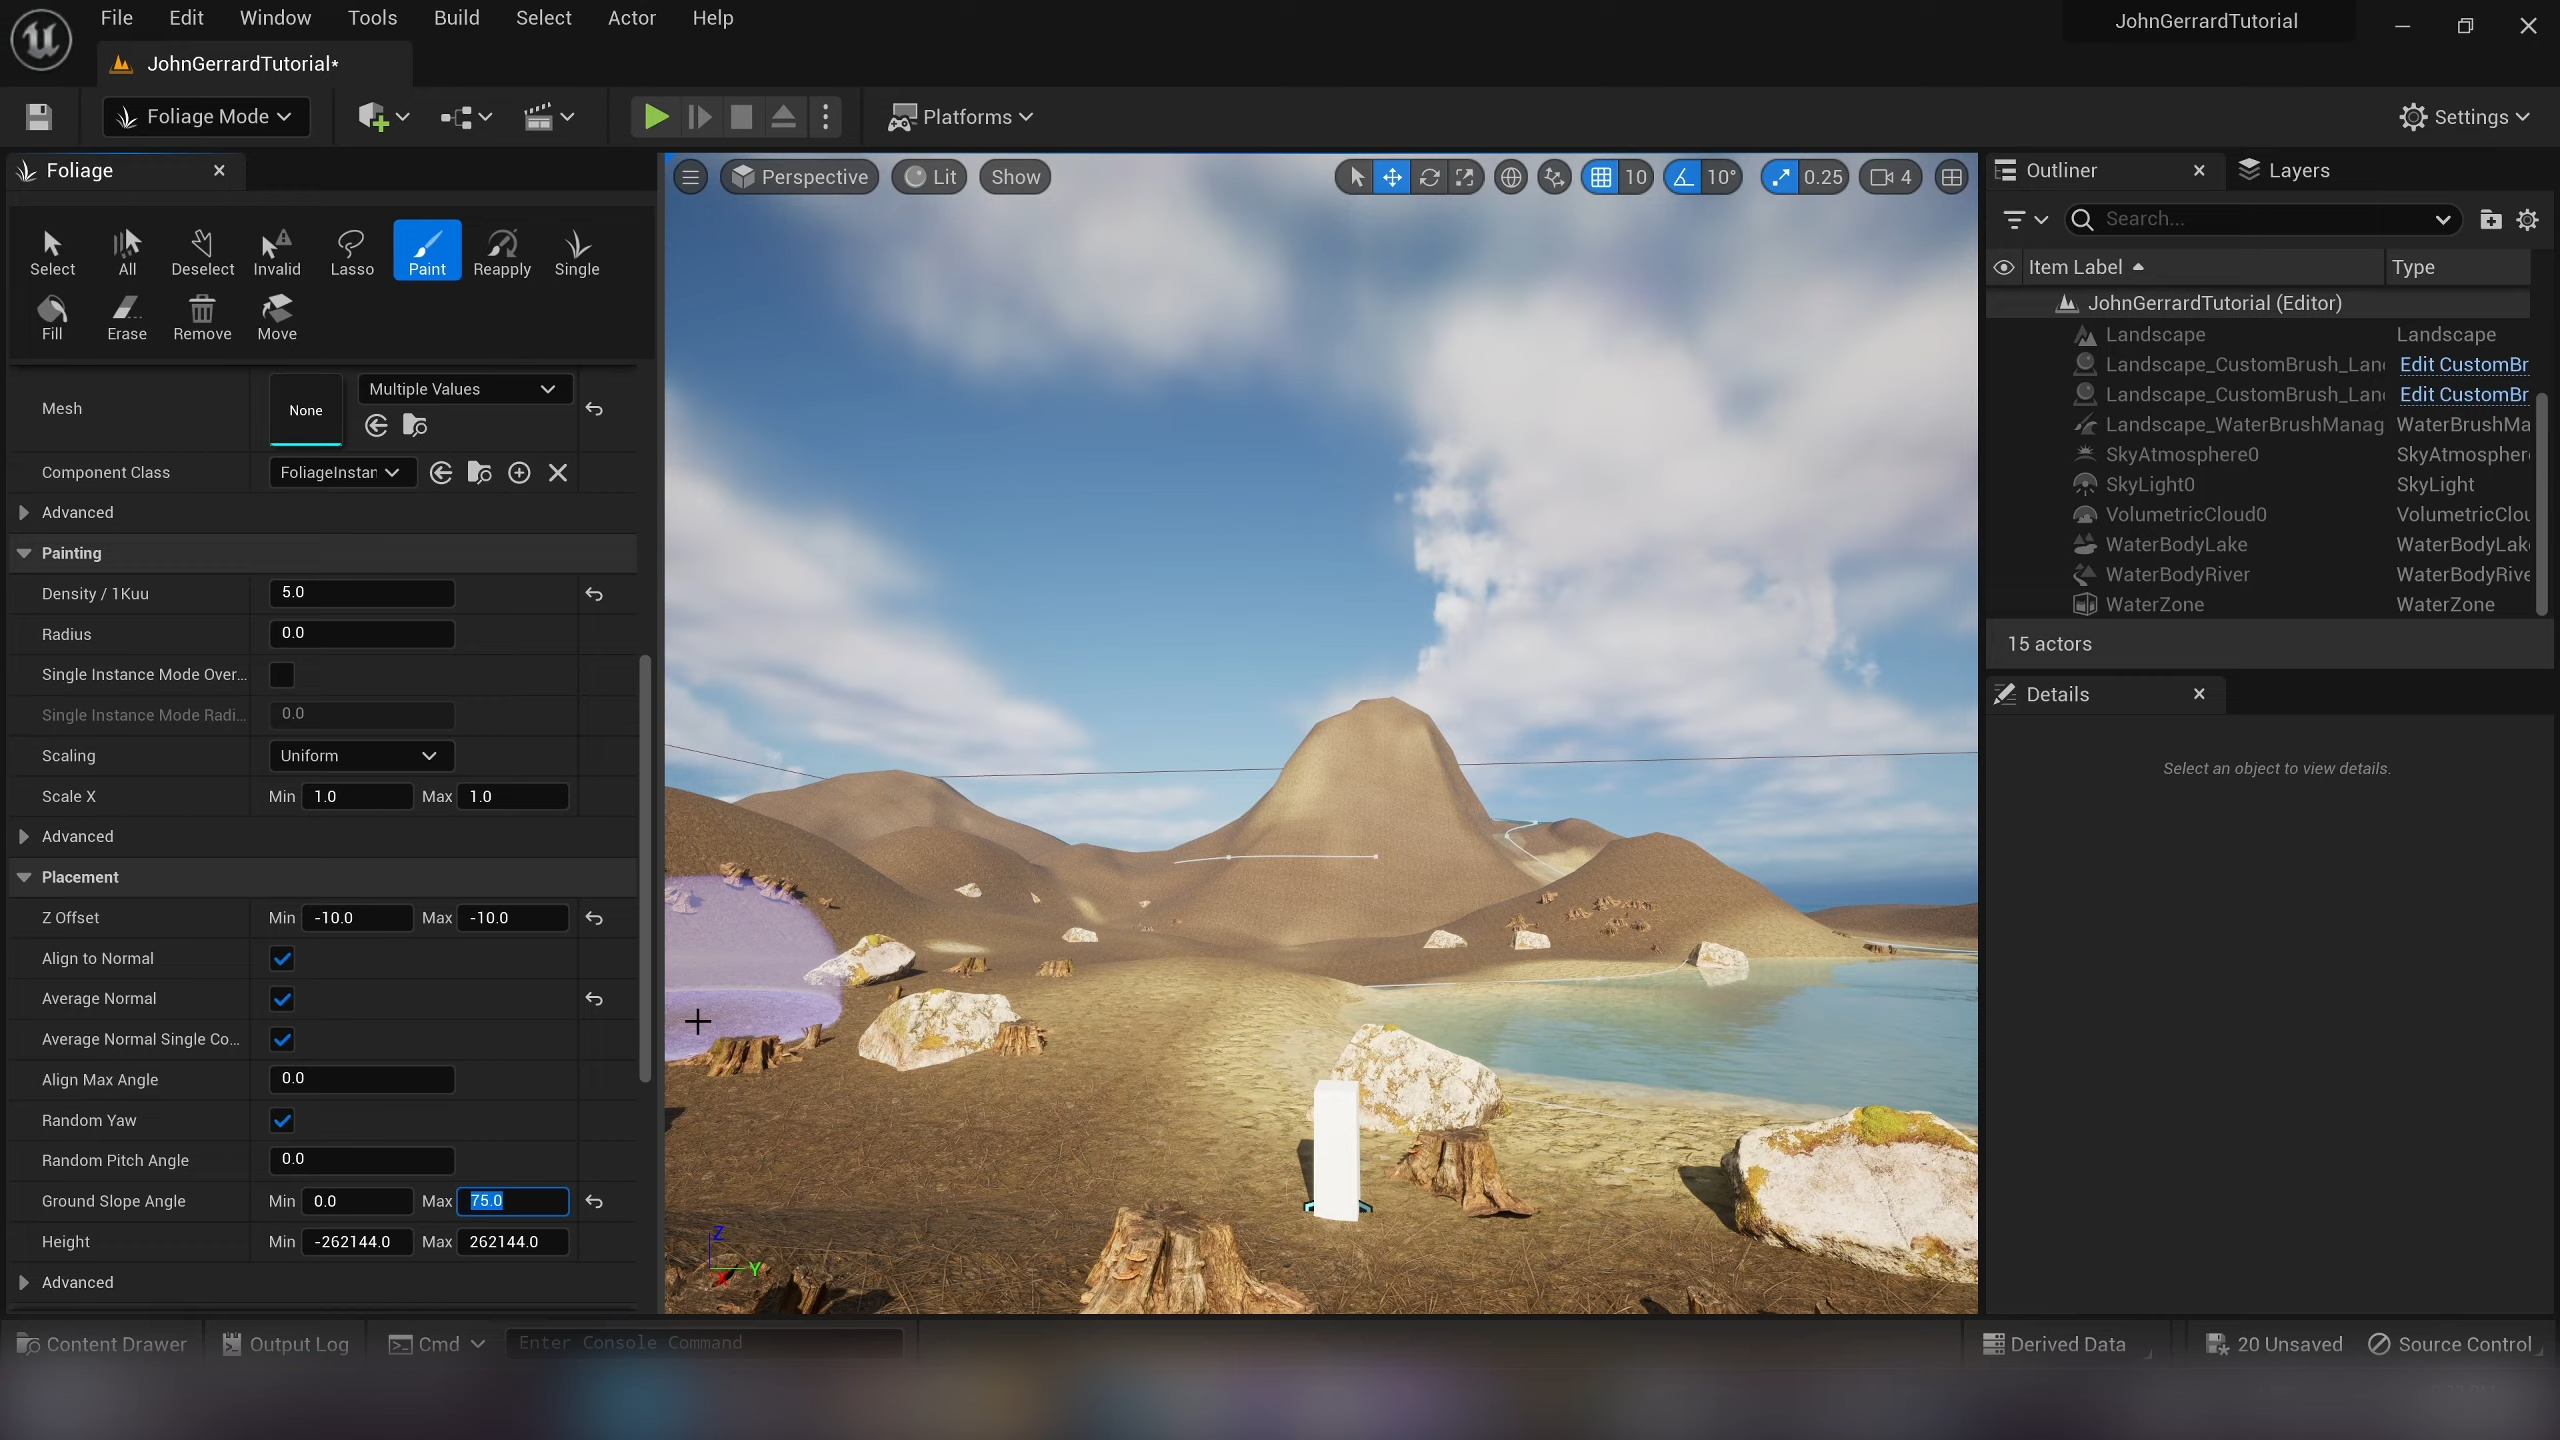 File Edit Window Tools Build Select Actor Help
JohnGerrardTutorial
JohnGerrardTutorial*
Foliage Mode
Platforms
Settings
Foliage
Select
All
Deselect
Invalid
Lasso
Paint
Reapply
Single
Fill
Erase
Remove
Move
Mesh
None
Multiple Values
Component Class
FoliageInstar
Advanced
Painting
Density / 1Kuu 5.0
Radius 0.0
Single Instance Mode Over...
Single Instance Mode Radi... 0.0
Scaling Uniform
Scale X Min 1.0 Max 1.0
Advanced
Placement
Z Offset Min -10.0 Max -10.0
Align to Normal
Average Normal
Average Normal Single Co...
Align Max Angle 0.0
Random Yaw
Random Pitch Angle 0.0
Ground Slope Angle Min 0.0 Max 75.0
Height Min -262144.0 Max 262144.0
Advanced
Perspective Lit Show
10 10° 0.25 4
Z
Y
X
Outliner
Layers
Search...
Item Label Type
JohnGerrardTutorial (Editor)
Landscape Landscape
Landscape_CustomBrush_Lan Edit CustomBr
Landscape_CustomBrush_Lan Edit CustomBr
Landscape_WaterBrushManag WaterBrushMa
SkyAtmosphere0 SkyAtmospher
SkyLight0 SkyLight
VolumetricCloud0 VolumetricClou
WaterBodyLake WaterBodyLak
WaterBodyRiver WaterBodyRive
WaterZone WaterZone
15 actors
Details
Select an object to view details.
Content Drawer Output Log Cmd Enter Console Command
Derived Data 20 Unsaved Source Control